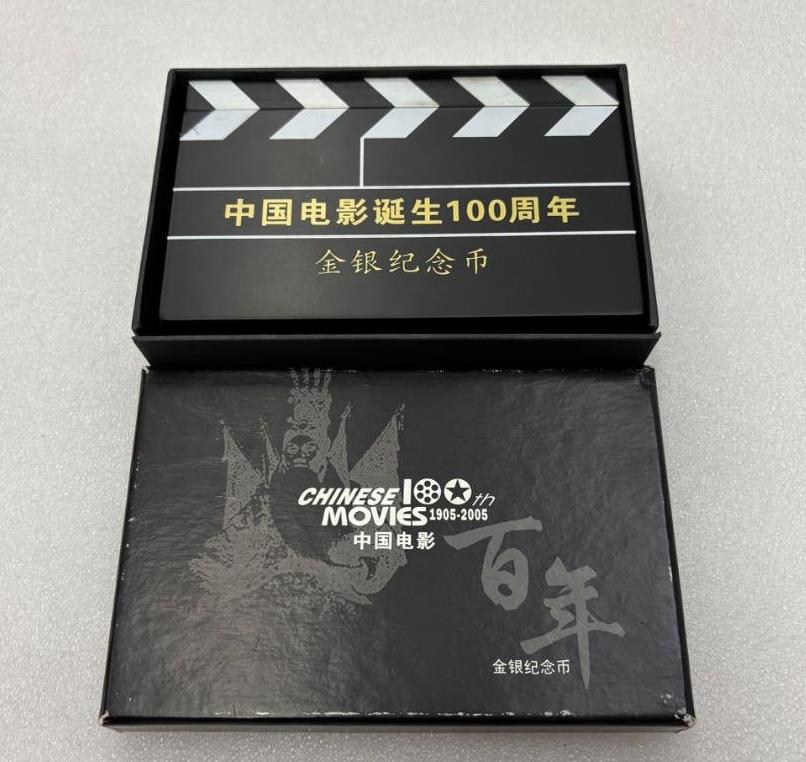 中国电影诞生100周年
金银纪念币
CHINESE 100th
MOVIES 1905-2005
中国电影
百年
金银纪念币